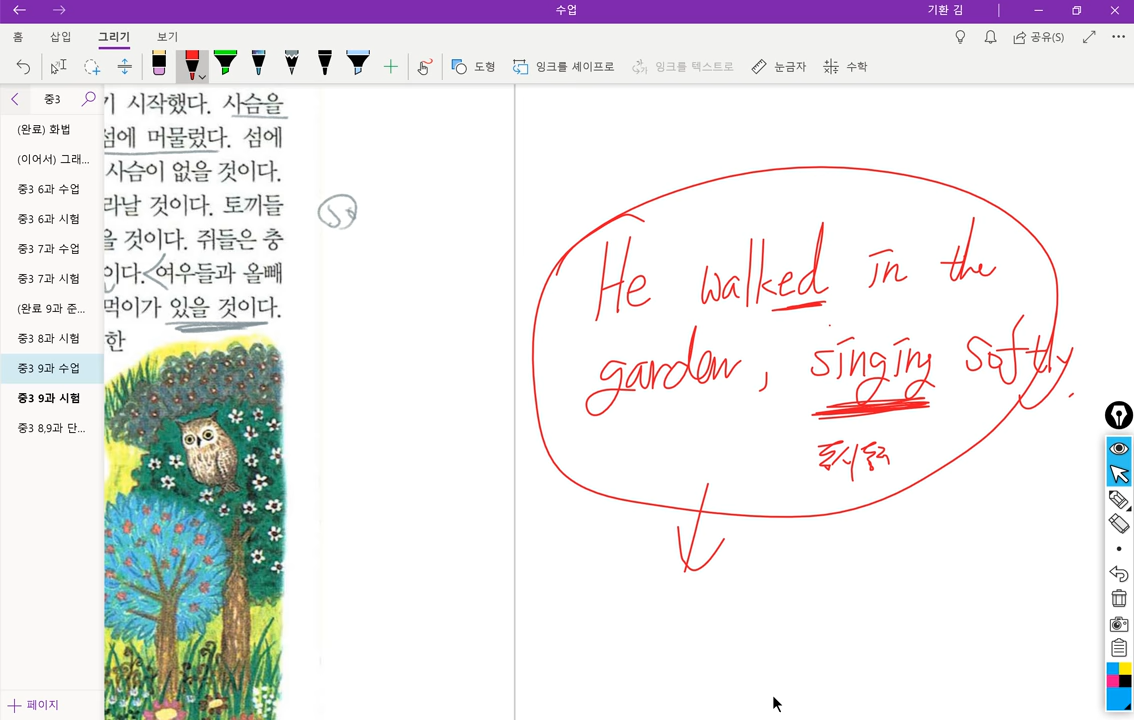 수업
기환 김
홈 삽입 그리기 보기
공유(S)
도형 잉크를 셰이프로 잉크를 텍스트로 눈금자 수학
중3
(완료) 화법
(이어서) 그래...
중3 6과 수업
중3 6과 시험
중3 7과 수업
중3 7과 시험
(완료 9과 준...
중3 8과 시험
중3 9과 수업
중3 9과 시험
중3 8,9과 단...
페이지
기 시작했다. 사슴을
섬에 머물렀다. 섬에
사슴이 없을 것이다.
라날 것이다. 토끼들
을 것이다. 쥐들은 충
이다. 여우들과 올빼
먹이가 있을 것이다.
한
He walked in the
garden, singing softly.